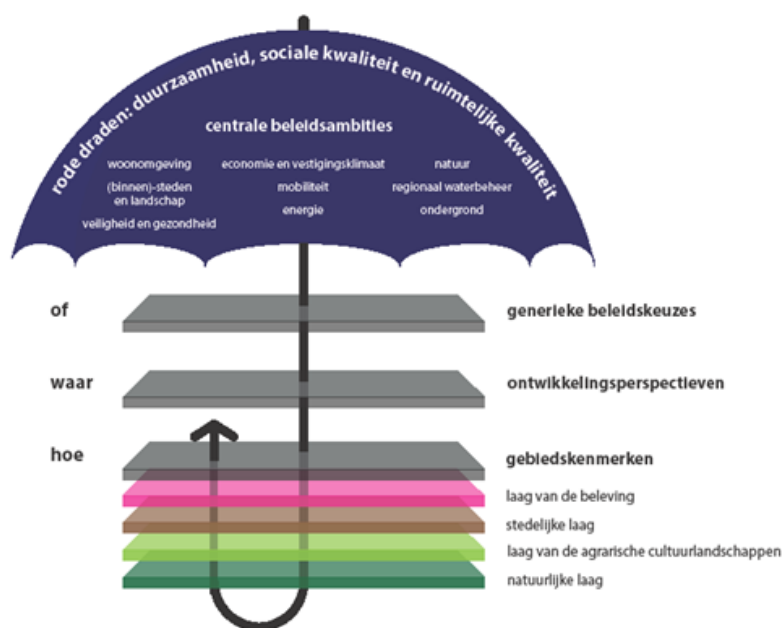 rode draden: duurzaamheid, sociale kwaliteit en ruimtelijke kwaliteit
centrale beleidsambities
woonomgeving
(binnen)-steden
en landschap
veiligheid en gezondheid
economie en vestigingsklimaat
mobiliteit
energie
natuur
regionaal waterbeheer
ondergrond
of
generieke beleidskeuzes
waar
ontwikkelingsperspectieven
hoe
gebiedskenmerken
laag van de beleving
stedelijke laag
laag van de agrarische cultuurlandschappen
natuurlijke laag